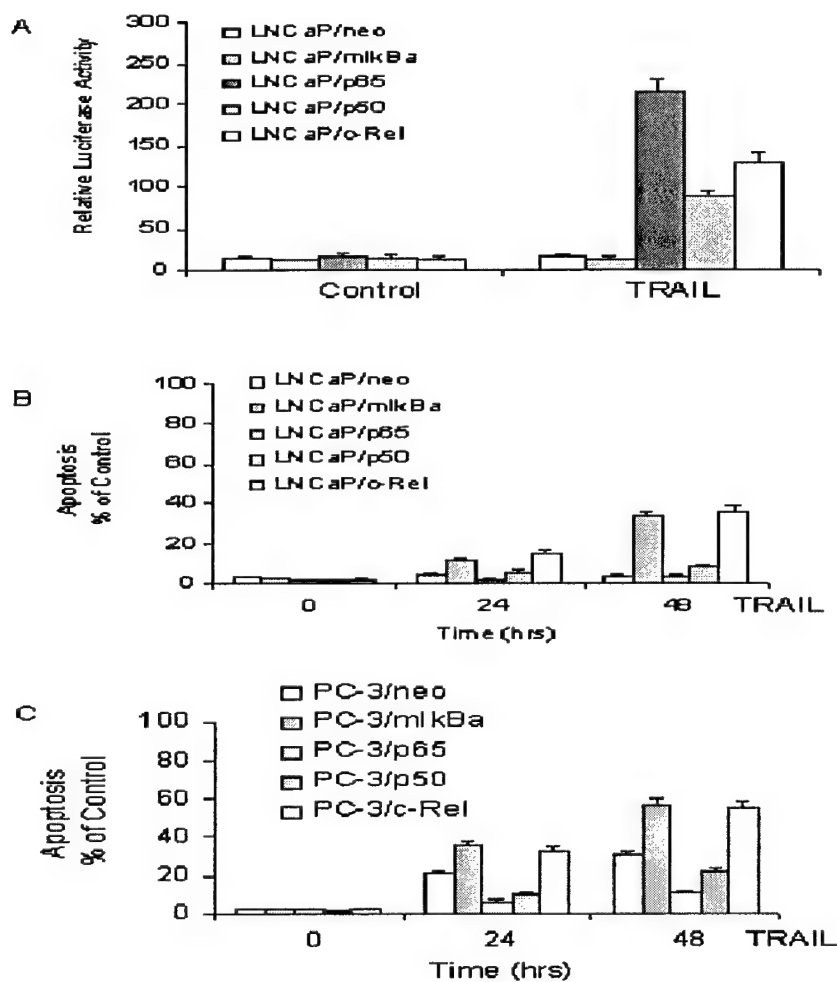 A
Relative Luciferase Activity
300
250
200
150
100
50
0
LNCaP/neo
LNCaP/mIkBa
LNCaP/p65
LNCaP/p50
LNCaP/c-Rel
Control
TRAIL
B
Apoptosis
% of Control
100
80
60
40
20
0
LNCaP/neo
LNCaP/mIkBa
LNCaP/p65
LNCaP/p50
LNCaP/c-Rel
0
24
48
TRAIL
Time (hrs)
C
Apoptosis
% of Control
100
80
60
40
20
0
PC-3/neo
PC-3/mIkBa
PC-3/p65
PC-3/p50
PC-3/c-Rel
0
24
48
TRAIL
Time (hrs)